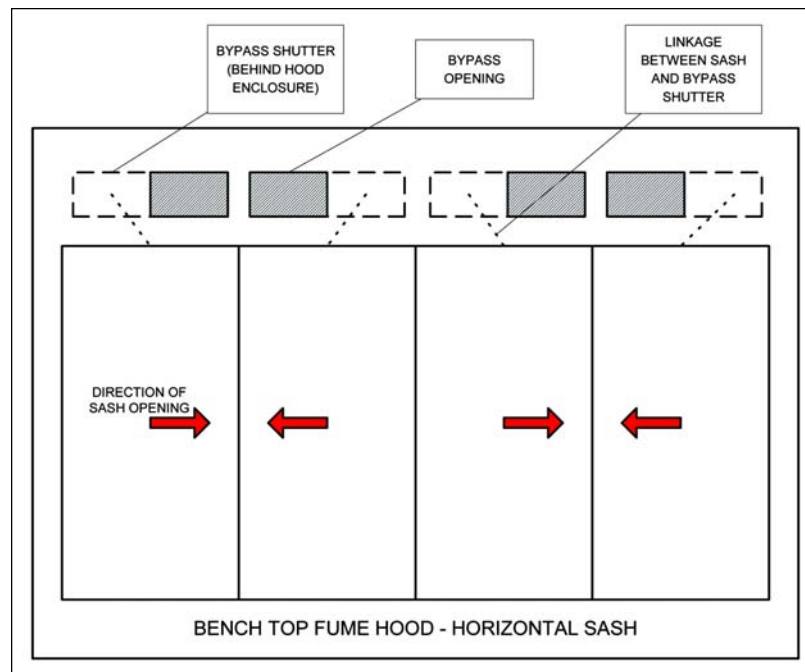 BYPASS SHUTTER
(BEHIND HOOD
ENCLOSURE)
BYPASS
OPENING
LINKAGE
BETWEEN SASH
AND BYPASS
SHUTTER
DIRECTION OF
SASH OPENING
BENCH TOP FUME HOOD - HORIZONTAL SASH